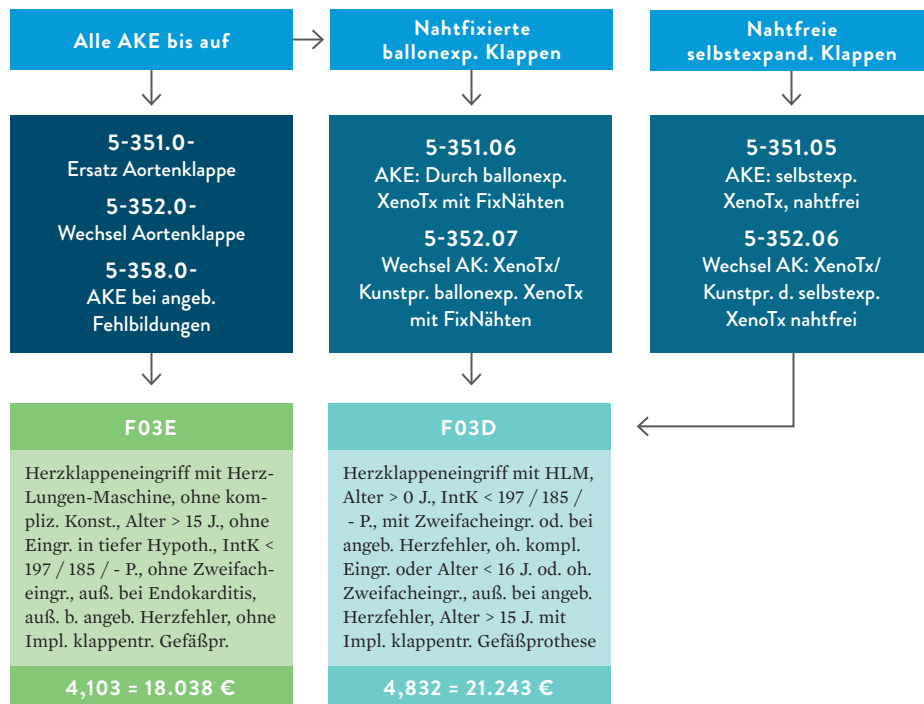 Alle AKE bis auf
5-351.0-
Ersatz Aortenklappe
5-352.0-
Wechsel Aortenklappe
5-358.0-
AKE bei angeb.
Fehlbildungen
F03E
Herzklappeneingriff mit Herz-
Lungen-Maschine, ohne kom-
pliz. Konst., Alter > 15 J., ohne
Eingr. in tiefer Hypoth., IntK <
197 / 185 / - P., ohne Zweifach-
eingr., auß. bei Endokarditis,
auß. b. angeb. Herzfehler, ohne
Impl. klappentr. Gefäßpr.
4,103 = 18.038 €
Nahtfixierte
ballonexp. Klappen
5-351.06
AKE: Durch ballonexp.
XenoTx mit FixNähten
5-352.07
Wechsel AK: XenoTx/
Kunstpr. ballonexp. XenoTx
mit FixNähten
F03D
Herzklappeneingriff mit HLM,
Alter > 0 J., IntK < 197 / 185 /
- P., mit Zweifacheingr. od. bei
angeb. Herzfehler, oh. kompl.
Eingr. oder Alter < 16 J. od. oh.
Zweifacheingr., auß. bei angeb.
Herzfehler, Alter > 15 J. mit
Impl. klappentr. Gefäßprothese
4,832 = 21.243 €
Nahtfreie
selbstexpand. Klappen
5-351.05
AKE: selbstexp.
XenoTx, nahtfrei
5-352.06
Wechsel AK: XenoTx/
Kunstpr. d. selbstexp.
XenoTx nahtfrei